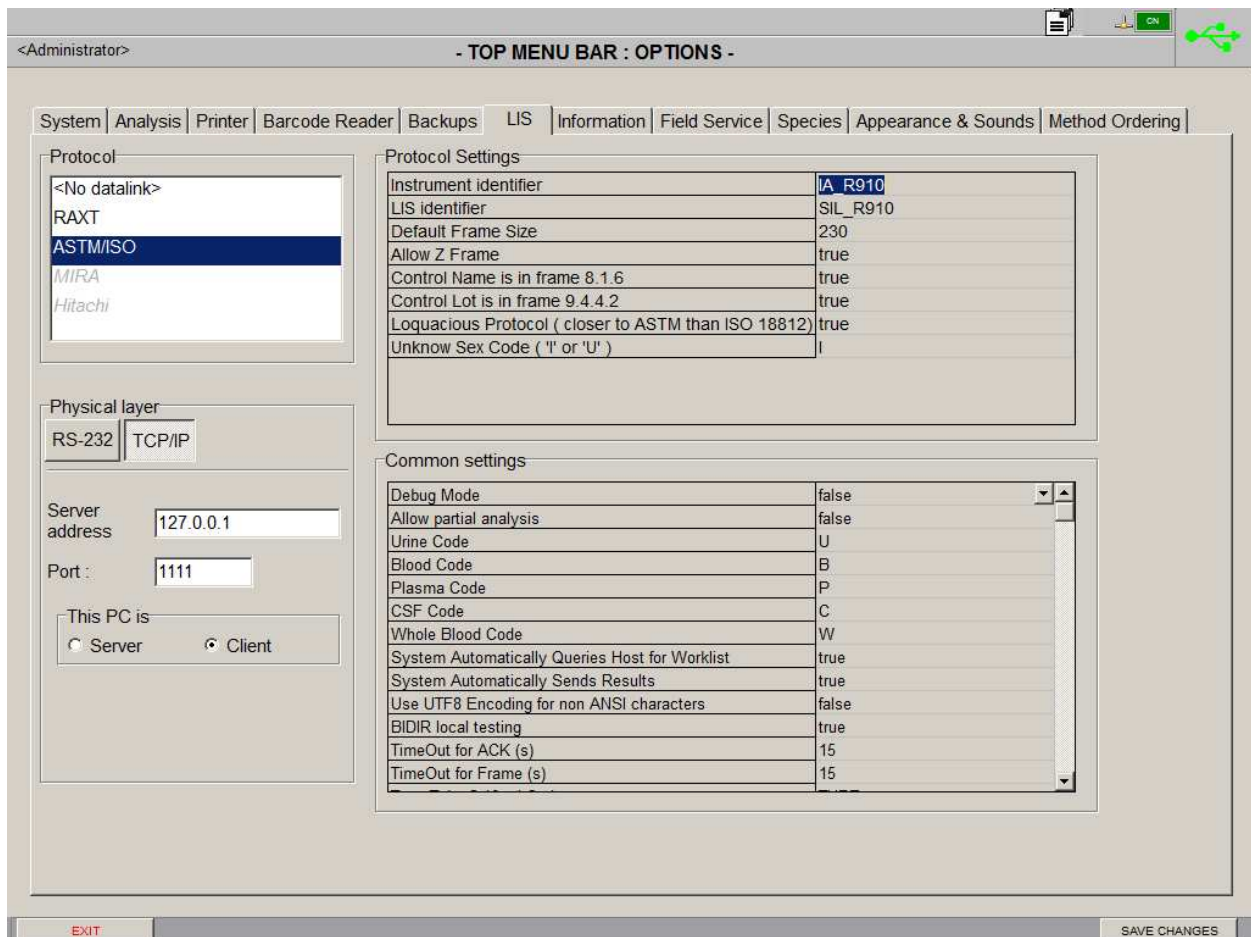 CN
<Administrator>
- TOP MENU BAR : OPTIONS -
System Analysis Printer Barcode Reader Backups LIS Information Field Service Species Appearance & Sounds Method Ordering
Protocol
<No datalink>
RAXT
ASTM/ISO
MIRA
Hitachi
Physical layer
RS-232 TCP/IP
Server address 127.0.0.1
Port : 1111
This PC is
Server Client
Protocol Settings
Instrument identifier IA_R910
LIS identifier SIL_R910
Default Frame Size 230
Allow Z Frame true
Control Name is in frame 8.1.6 true
Control Lot is in frame 9.4.4.2 true
Loquacious Protocol ( closer to ASTM than ISO 18812) true
Unknow Sex Code ( 'I' or 'U' ) I
Common settings
Debug Mode false
Allow partial analysis false
Urine Code U
Blood Code B
Plasma Code P
CSF Code C
Whole Blood Code W
System Automatically Queries Host for Worklist true
System Automatically Sends Results true
Use UTF8 Encoding for non ANSI characters false
BIDIR local testing true
TimeOut for ACK (s) 15
TimeOut for Frame (s) 15
EXIT SAVE CHANGES